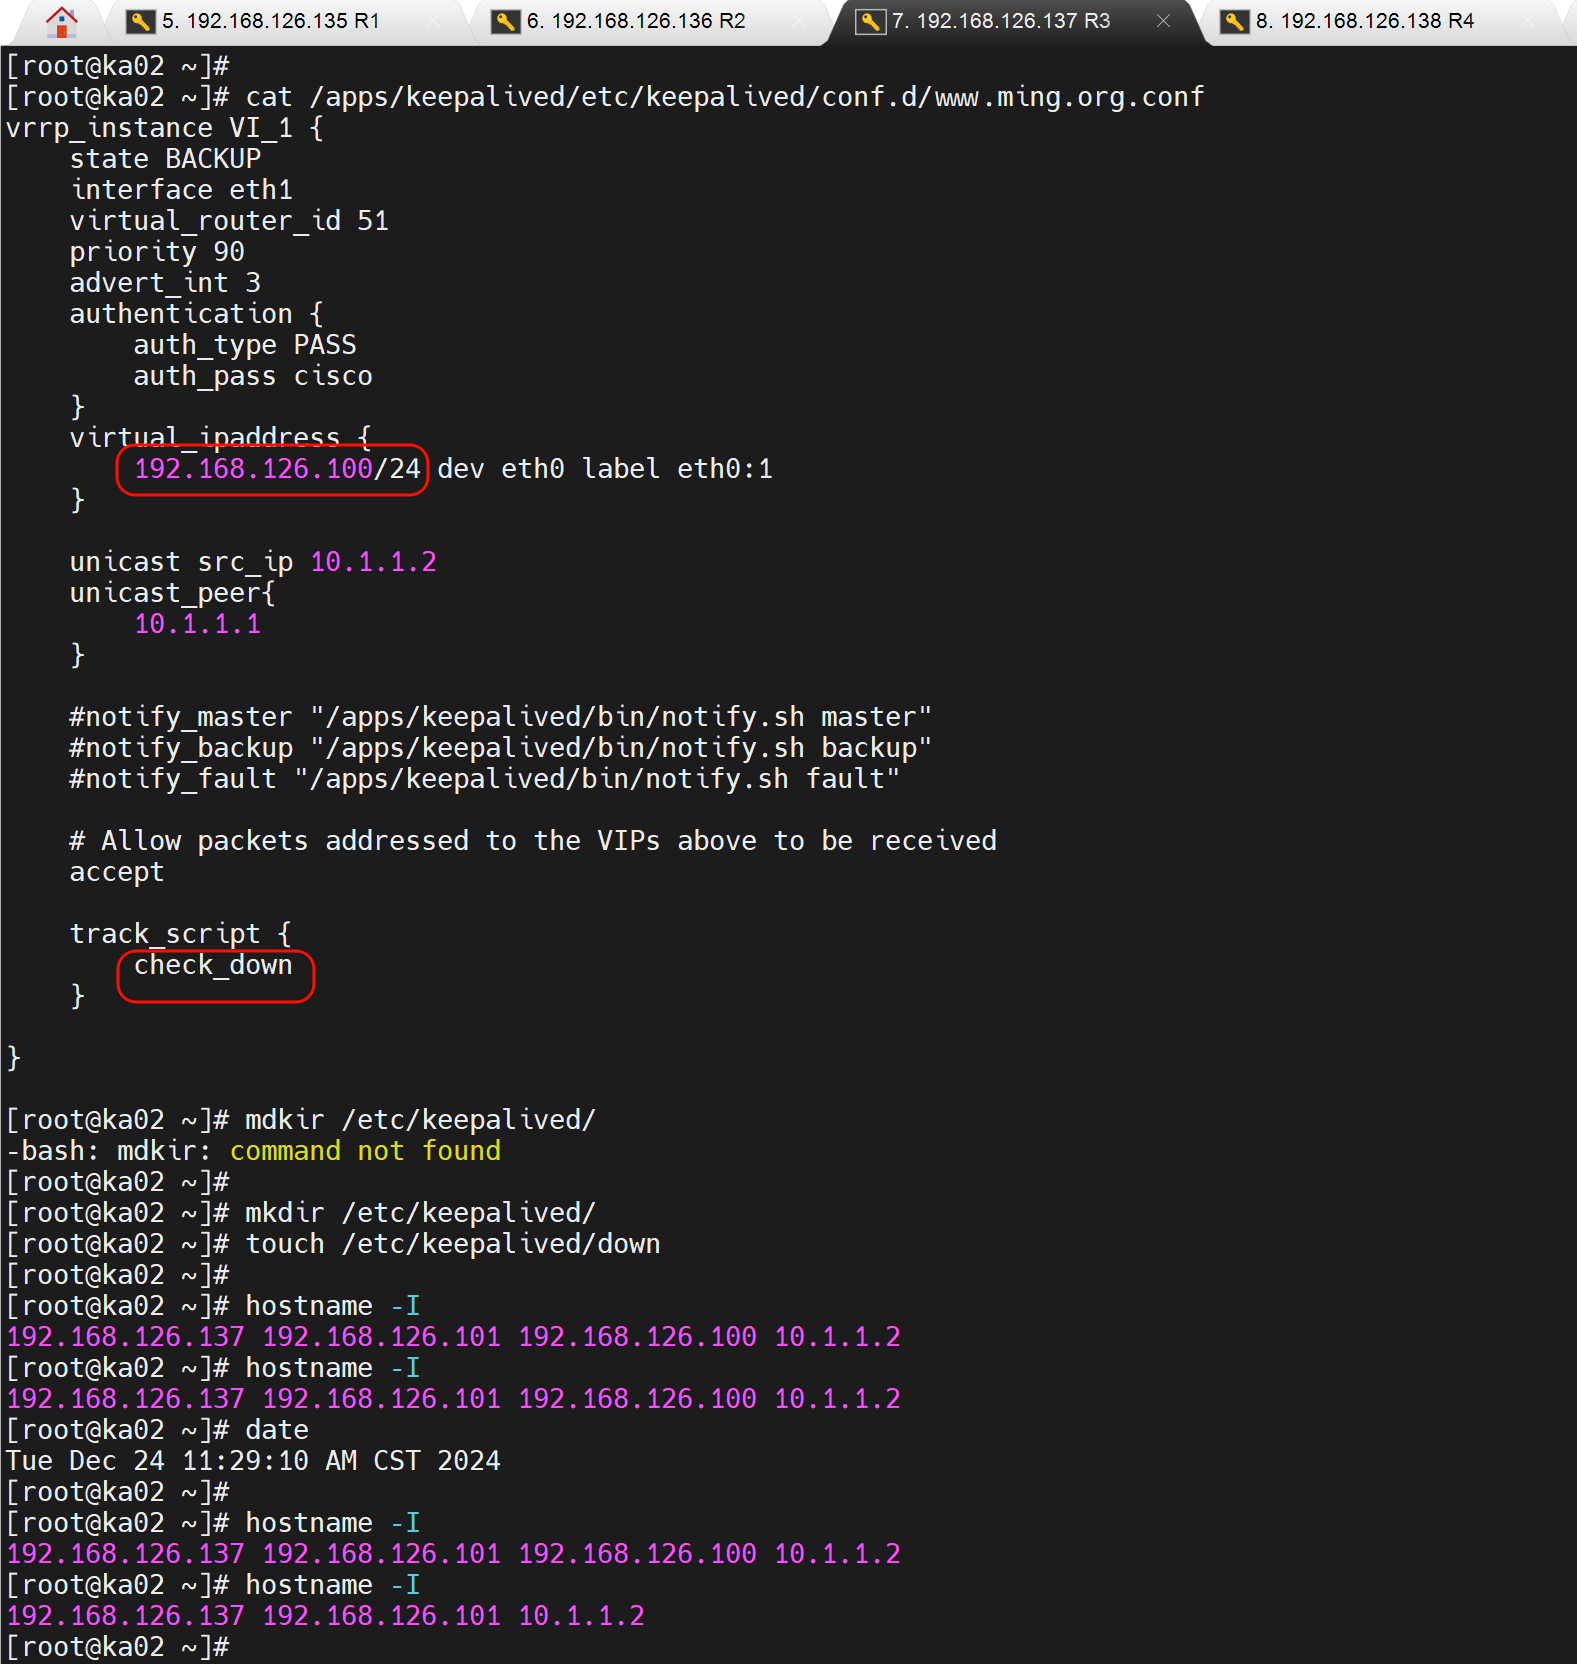 5. 192.168.126.135 R1
6. 192.168.126.136 R2
7. 192.168.126.137 R3
8. 192.168.126.138 R4
[root@ka02 ~]#
[root@ka02 ~]# cat /apps/keepalived/etc/keepalived/conf.d/www.ming.org.conf
vrrp_instance VI_1 {
    state BACKUP
    interface eth1
    virtual_router_id 51
    priority 90
    advert_int 3
    authentication {
        auth_type PASS
        auth_pass cisco
    }
    virtual_ipaddress {
        192.168.126.100/24 dev eth0 label eth0:1
    }

    unicast src_ip 10.1.1.2
    unicast_peer{
        10.1.1.1
    }

    #notify_master "/apps/keepalived/bin/notify.sh master"
    #notify_backup "/apps/keepalived/bin/notify.sh backup"
    #notify_fault "/apps/keepalived/bin/notify.sh fault"

    # Allow packets addressed to the VIPs above to be received
    accept

    track_script {
        check_down
    }

}

[root@ka02 ~]# mdkir /etc/keepalived/
-bash: mdkir: command not found
[root@ka02 ~]#
[root@ka02 ~]# mkdir /etc/keepalived/
[root@ka02 ~]# touch /etc/keepalived/down
[root@ka02 ~]#
[root@ka02 ~]# hostname -I
192.168.126.137 192.168.126.101 192.168.126.100 10.1.1.2
[root@ka02 ~]# hostname -I
192.168.126.137 192.168.126.101 192.168.126.100 10.1.1.2
[root@ka02 ~]# date
Tue Dec 24 11:29:10 AM CST 2024
[root@ka02 ~]#
[root@ka02 ~]# hostname -I
192.168.126.137 192.168.126.101 192.168.126.100 10.1.1.2
[root@ka02 ~]# hostname -I
192.168.126.137 192.168.126.101 10.1.1.2
[root@ka02 ~]#